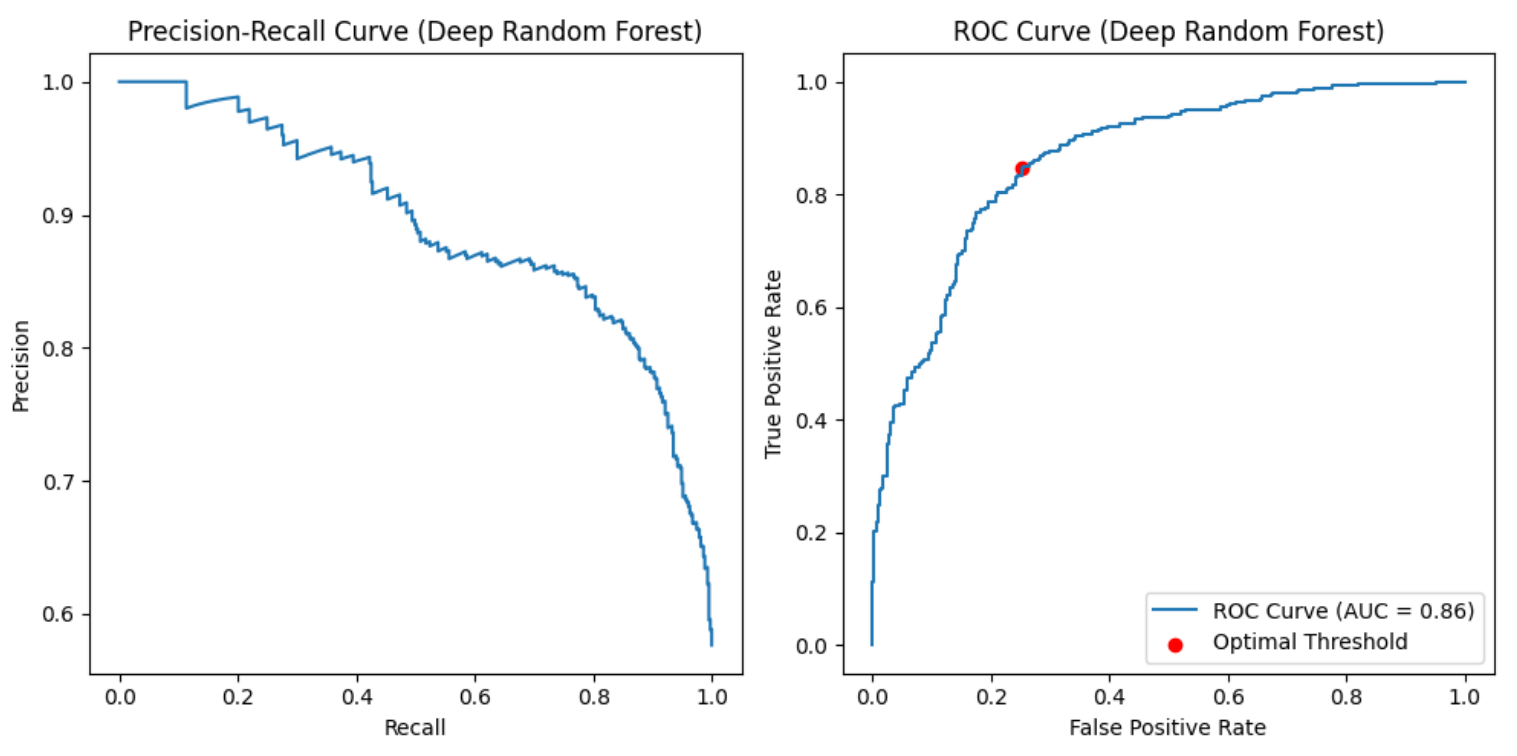 Precision-Recall Curve (Deep Random Forest)
1.0
0.9
0.8
0.7
0.6
Precision
0.0 0.2 0.4 0.6 0.8 1.0
Recall
ROC Curve (Deep Random Forest)
1.0
0.8
0.6
0.4
0.2
0.0
True Positive Rate
ROC Curve (AUC = 0.86)
Optimal Threshold
0.0 0.2 0.4 0.6 0.8 1.0
False Positive Rate